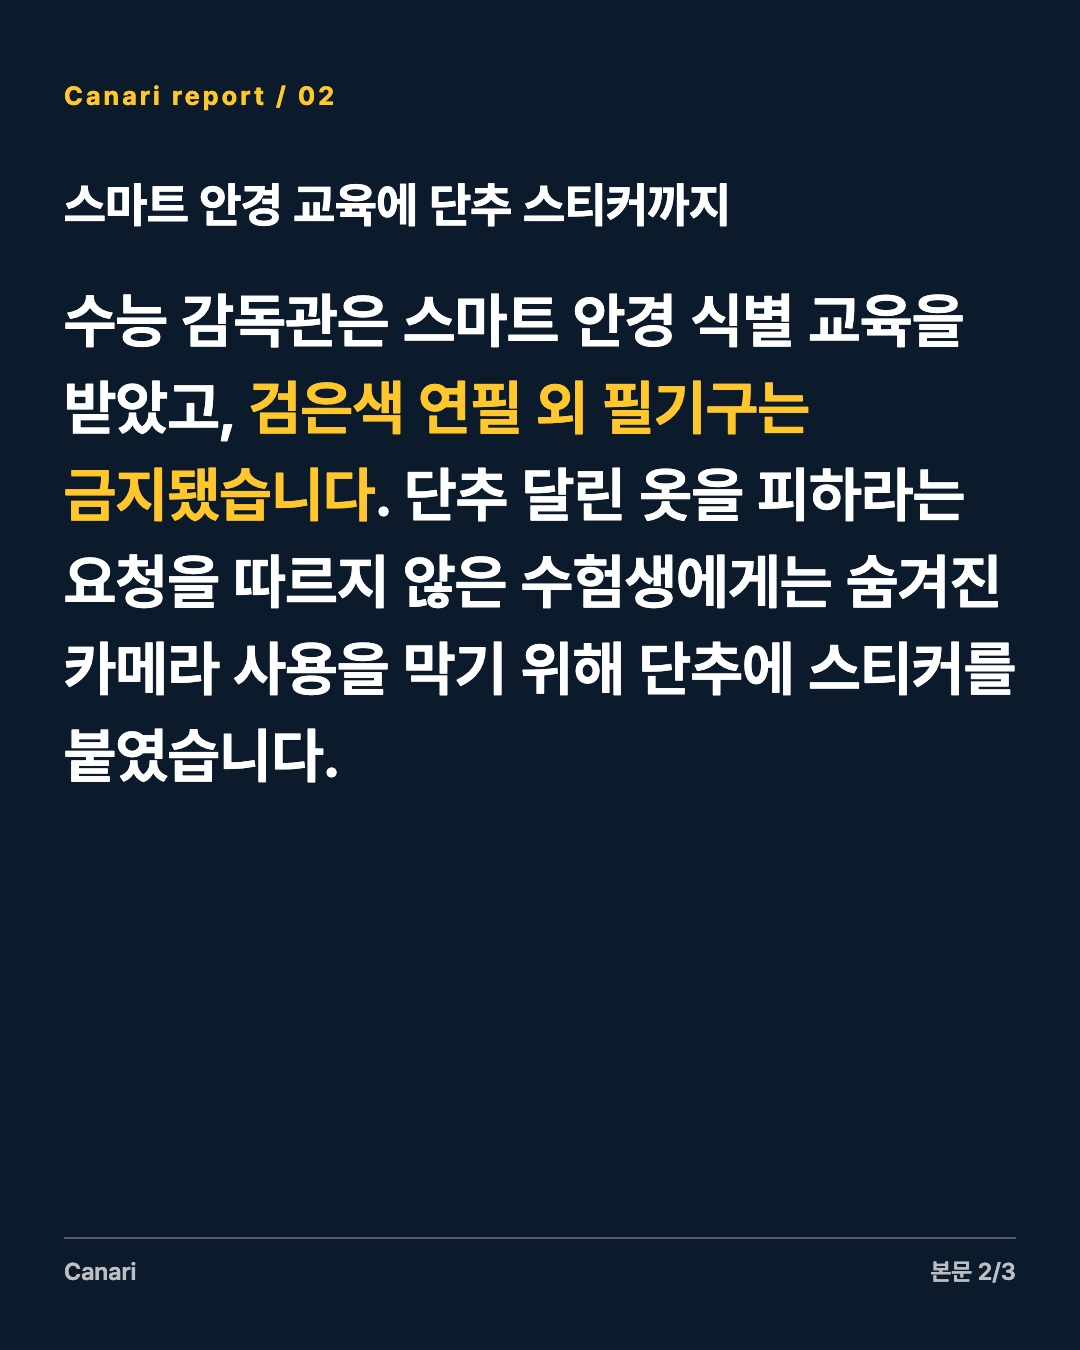 Canari report / 02
스마트 안경 교육에 단추 스티커까지
수능 감독관은 스마트 안경 식별 교육을
받았고, 검은색 연필 외 필기구는
금지됐습니다. 단추 달린 옷을 피하라는
요청을 따르지 않은 수험생에게는 숨겨진
카메라 사용을 막기 위해 단추에 스티커를
붙였습니다.
Canari
본문 2/3